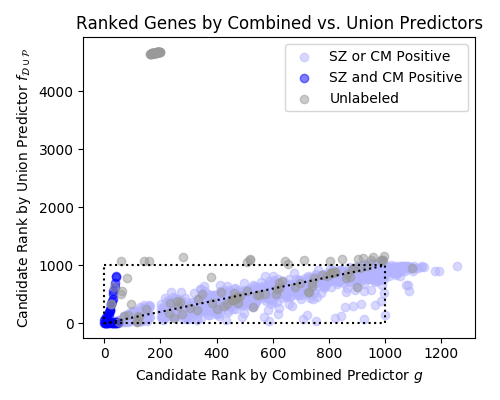 Ranked Genes by Combined vs. Union Predictors
Candidate Rank by Union Predictor f_{𝒟∪𝒫}
SZ or CM Positive
SZ and CM Positive
Unlabeled
4000
3000
2000
1000
0
0 200 400 600 800 1000 1200
Candidate Rank by Combined Predictor g